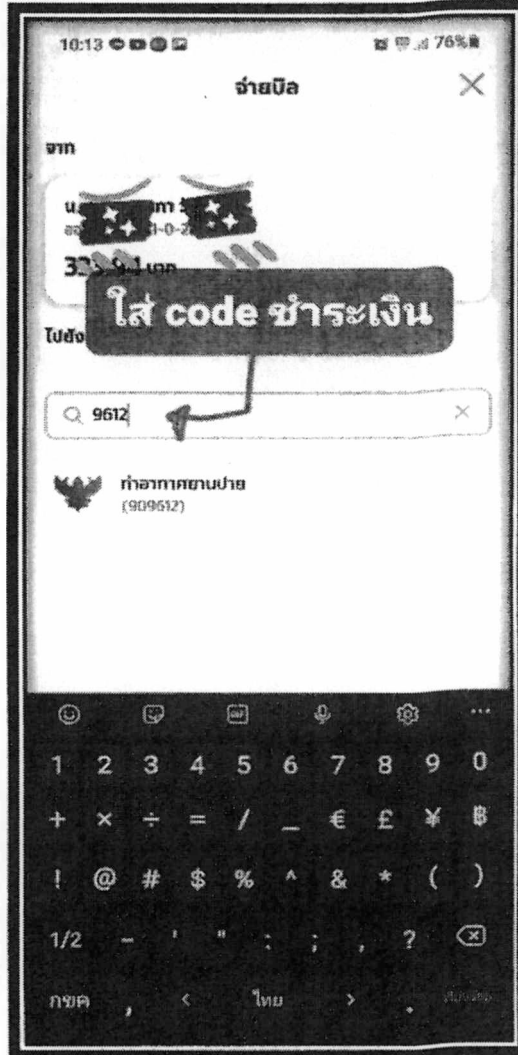 10:13
76%
จ่ายบิล
จาก
บาท
ใส่ code ชำระเงิน
ไปยัง
9612
ท่าอากาศยานปาย
(909612)
GIF
1 2 3 4 5 6 7 8 9 0
+ × ÷ = / _ € £ ¥ ฿
! @ # $ % ^ & * ( )
1/2 - ' " : ; , ? 
กขค , < ไทย > .